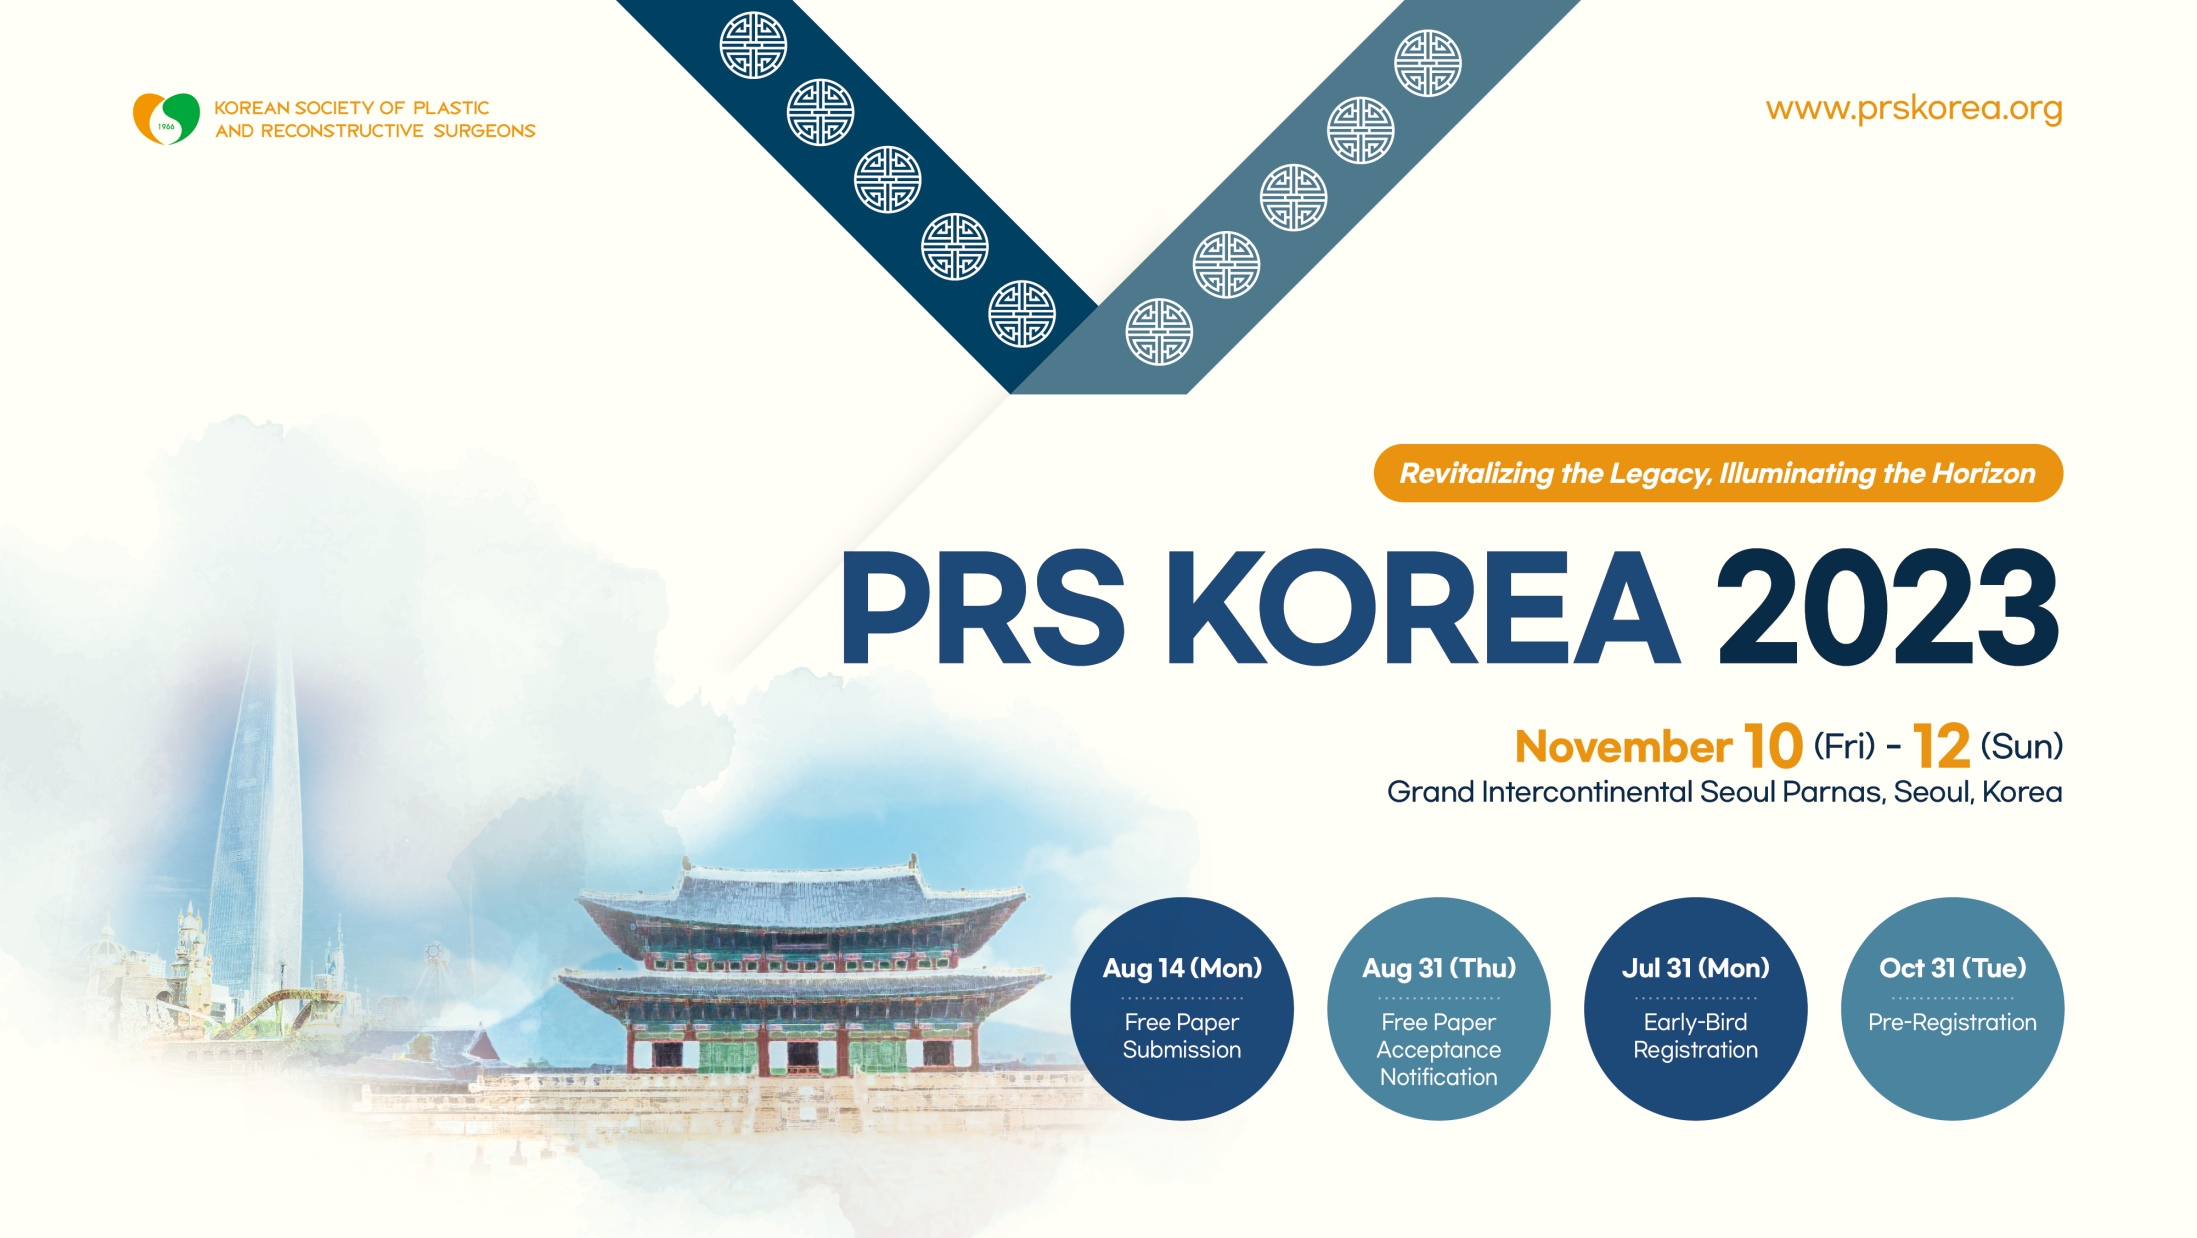 KOREAN SOCIETY OF PLASTIC
AND RECONSTRUCTIVE SURGEONS
1966
www.prskorea.org
Revitalizing the Legacy, Illuminating the Horizon
PRS KOREA 2023
November 10 (Fri) - 12 (Sun)
Grand Intercontinental Seoul Parnas, Seoul, Korea
Aug 14 (Mon)
Free Paper
Submission
Aug 31 (Thu)
Free Paper
Acceptance
Notification
Jul 31 (Mon)
Early-Bird
Registration
Oct 31 (Tue)
Pre-Registration